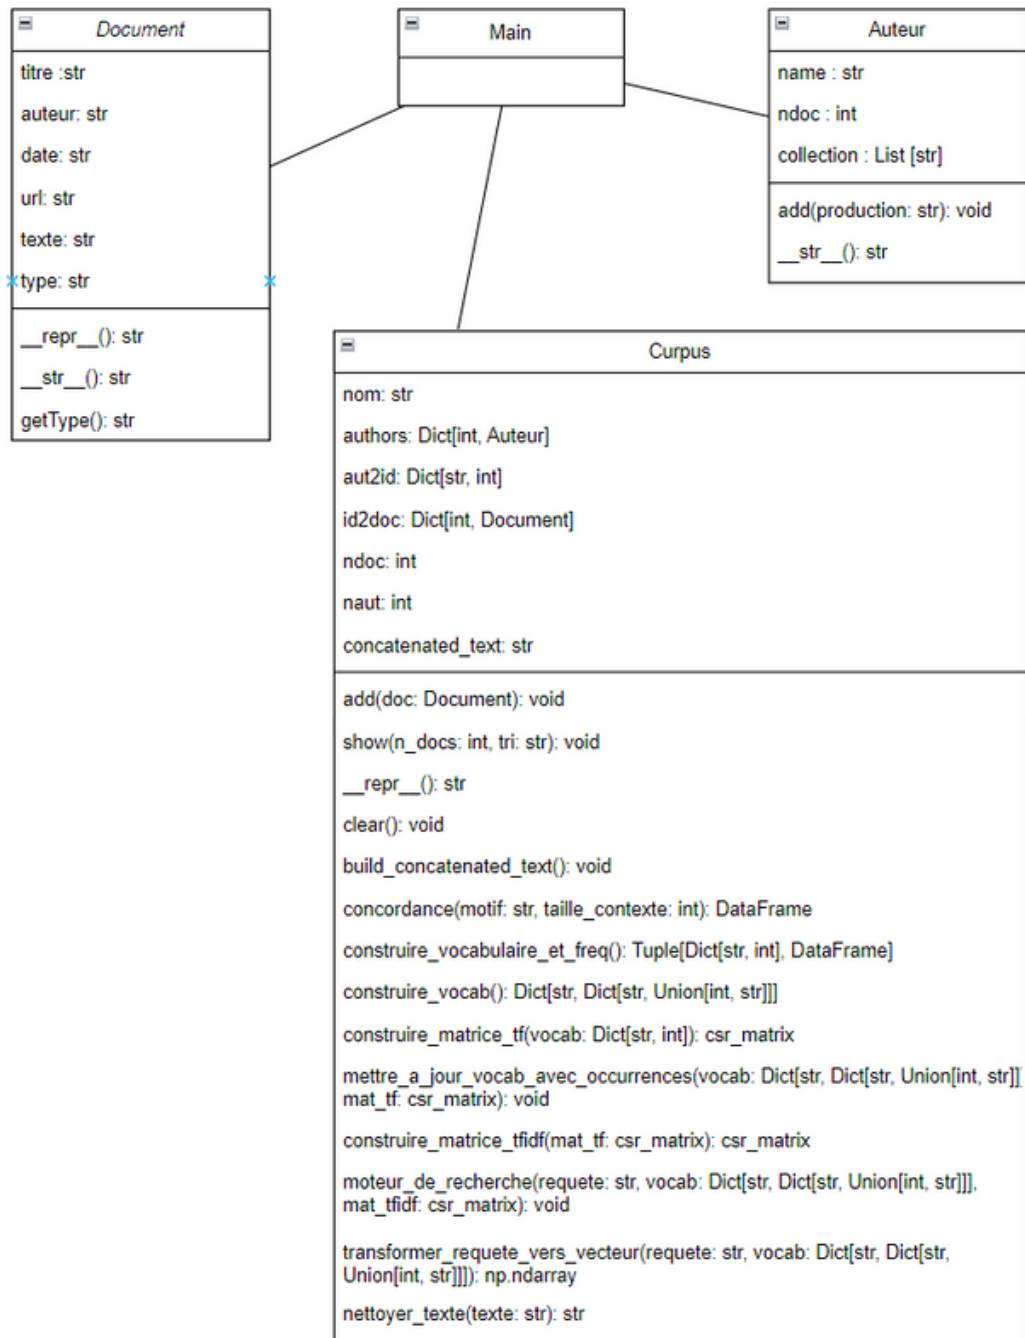 Document
titre :str
auteur: str
date: str
url: str
texte: str
type: str
__repr__(): str
__str__(): str
getType(): str
Main
Auteur
name : str
ndoc : int
collection : List [str]
add(production: str): void
__str__(): str
Curpus
nom: str
authors: Dict[int, Auteur]
aut2id: Dict[str, int]
id2doc: Dict[int, Document]
ndoc: int
naut: int
concatenated_text: str
add(doc: Document): void
show(n_docs: int, tri: str): void
__repr__(): str
clear(): void
build_concatenated_text(): void
concordance(motif: str, taille_contexte: int): DataFrame
construire_vocabulaire_et_freq(): Tuple[Dict[str, int], DataFrame]
construire_vocab(): Dict[str, Dict[str, Union[int, str]]]
construire_matrice_tf(vocab: Dict[str, int]): csr_matrix
mettre_a_jour_vocab_avec_occurrences(vocab: Dict[str, Dict[str, Union[int, str]]
mat_tf: csr_matrix): void
construire_matrice_tfidf(mat_tf: csr_matrix): csr_matrix
moteur_de_recherche(requete: str, vocab: Dict[str, Dict[str, Union[int, str]]],
mat_tfidf: csr_matrix): void
transformer_requete_vers_vecteur(requete: str, vocab: Dict[str, Dict[str,
Union[int, str]]]): np.ndarray
nettoyer_texte(texte: str): str